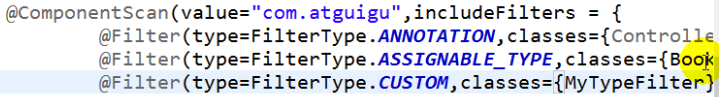 @ComponentScan(value="com.atguigu",includeFilters = {
@Filter(type=FilterType.ANNOTATION,classes={Controlle
@Filter(type=FilterType.ASSIGNABLE_TYPE,classes={Book
@Filter(type=FilterType.CUSTOM,classes={MyTypeFilter}